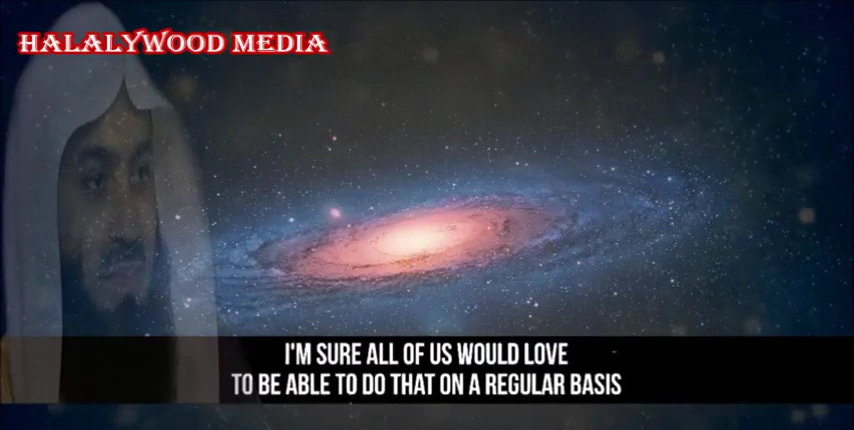 HALALYWOOD MEDIA
I'M SURE ALL OF US WOULD LOVE
TO BE ABLE TO DO THAT ON A REGULAR BASIS